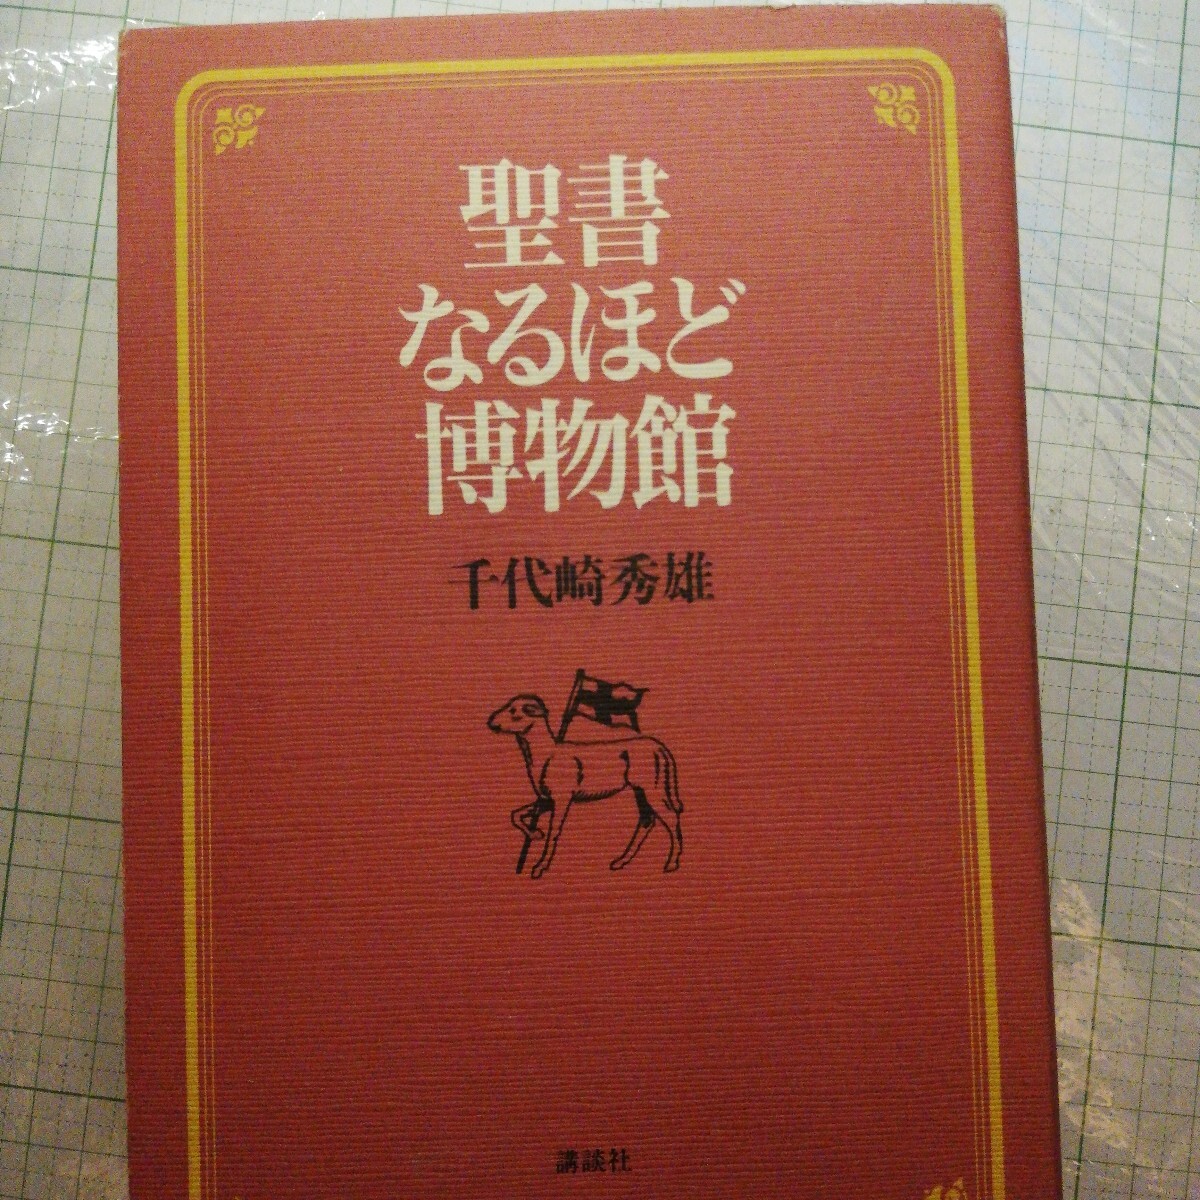 聖書
なるほど
博物館
千代崎秀雄
講談社